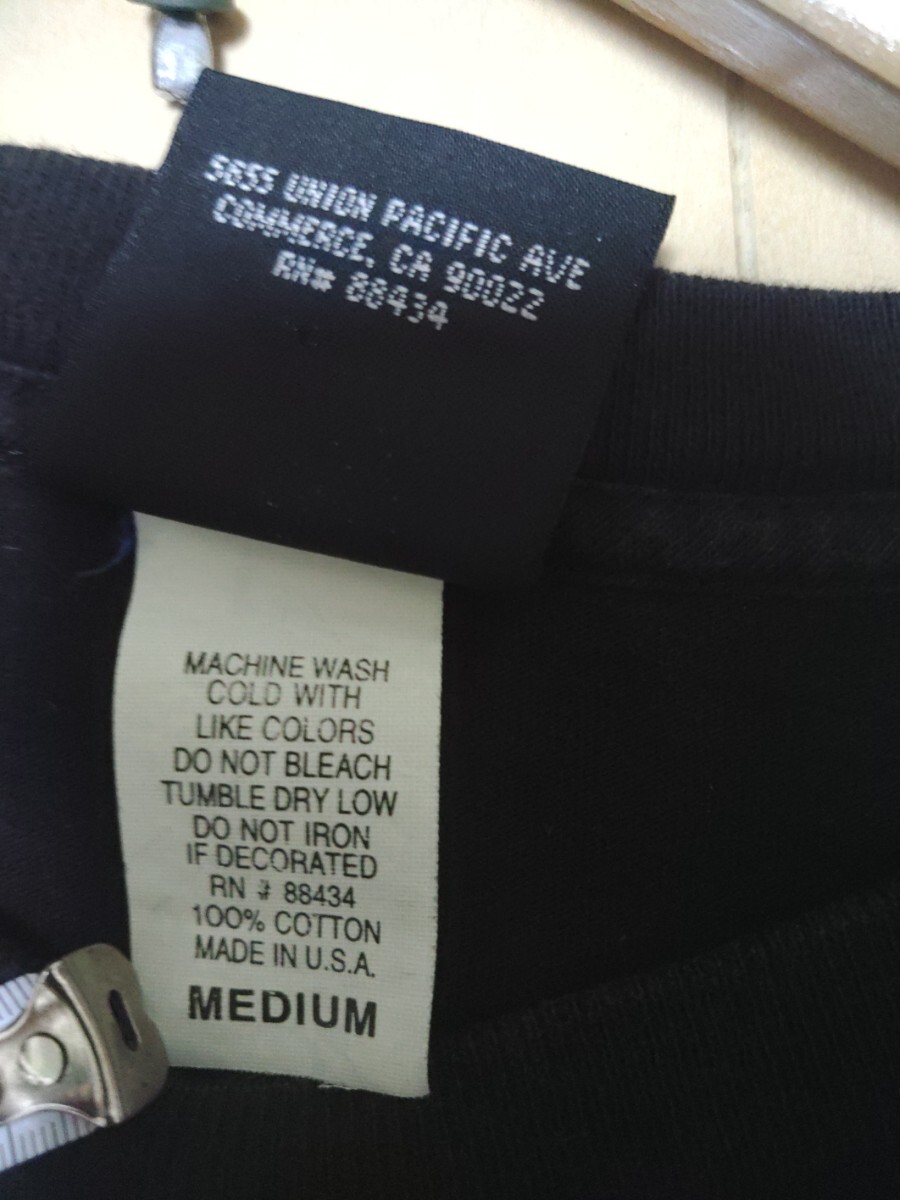 5655 UNION PACIFIC AVE
COMMERCE, CA 90022
RN# 88434
MACHINE WASH
COLD WITH
LIKE COLORS
DO NOT BLEACH
TUMBLE DRY LOW
DO NOT IRON
IF DECORATED
RN # 88434
100% COTTON
MADE IN U.S.A.
MEDIUM